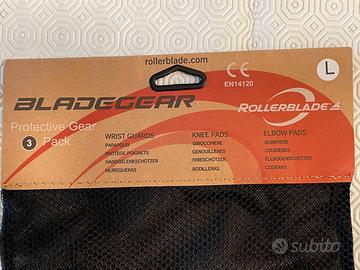 rollerblade.com
CE
EN14120
L
BLADEGEAR
ROLLERBLADE
Protective Gear
3 Pack
WRIST GUARDS
PARAPOLSI
PROTÈGE-POIGNETS
HANDGELENKSCHÜTZER
MUÑEQUERAS
KNEE PADS
GINOCCHIERE
GENOUILLÈRES
KNIESCHÜTZER
RODILLERAS
ELBOW PADS
GOMITIERE
COUDIÈRES
ELLBOGENSCHÜTZER
CODERAS
subito